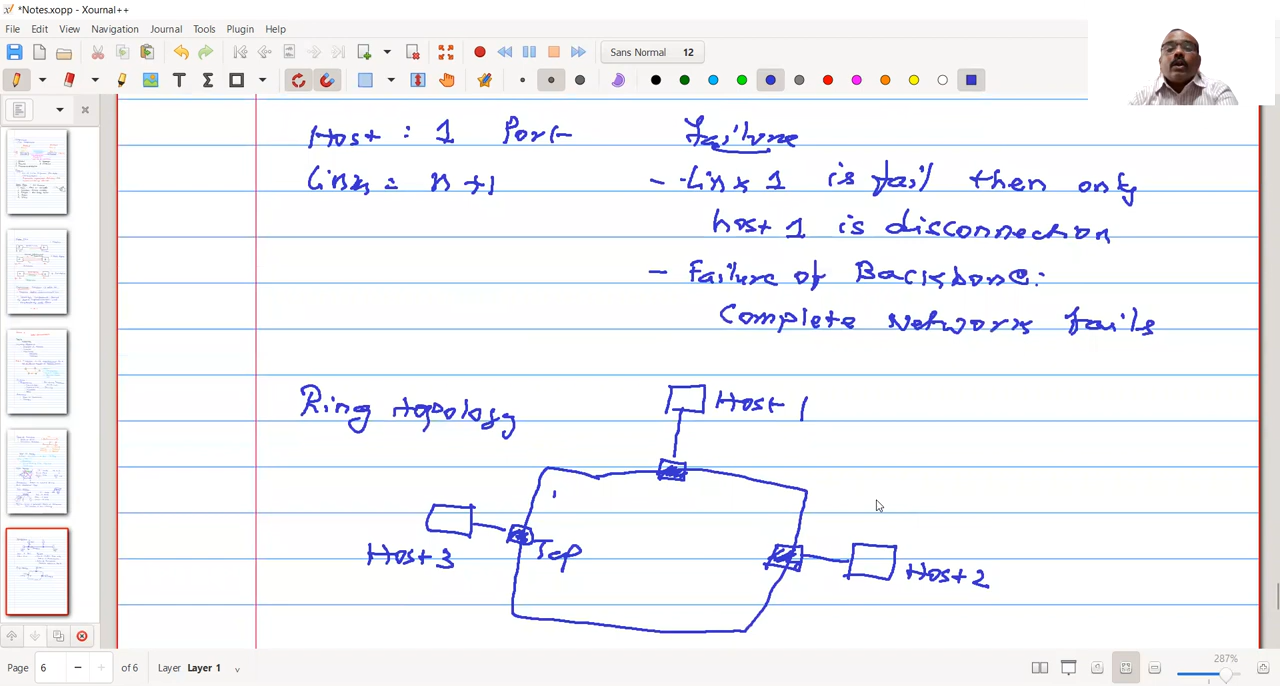 *Notes.xopp - Xournal++
File Edit View Navigation Journal Tools Plugin Help
Sans Normal 12
Host : 1 Port
Failure
Link = n +1
- Link 1 is fail then only
host 1 is disconnection
- Failure of Backbone:
Complete Network fails
Ring topology
Host 1
Host 3
Tap
Host 2
Page 6 of 6 Layer Layer 1
287%